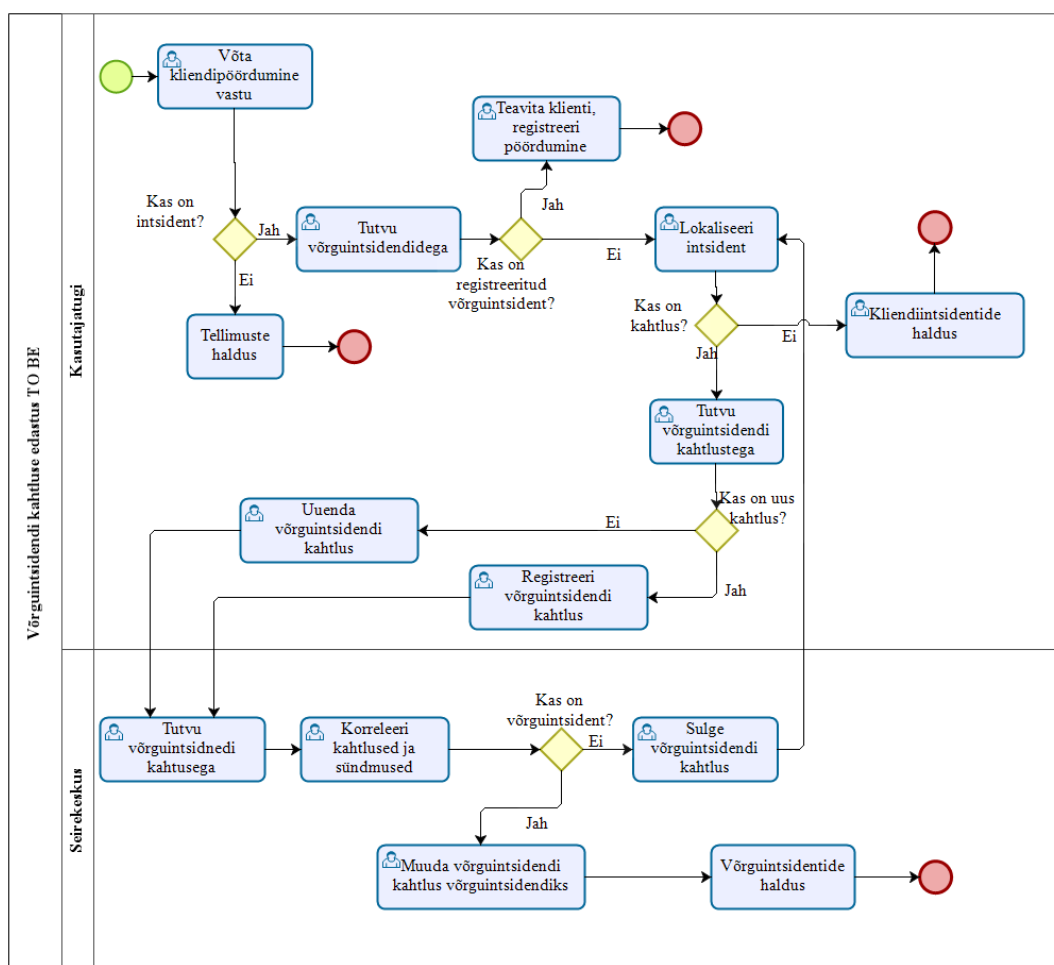 Võrguintsidendi kahtluse edastus TO BE
Kasutajatugi
Võta
kliendipöördumine
vastu
Teavita klienti,
registreeri
pöördumine
Kas on
intsident?
Jah
Ei
Tutvu
võrguintsidendidega
Jah
Kas on
registreeritud
võrguintsident?
Ei
Lokaliseeri
intsident
Kas on
kahtlus?
Ei
Jah
Kliendiintsidentide
haldus
Tellimuste
haldus
Tutvu
võrguintsidendi
kahtlustega
Kas on uus
kahtlus?
Ei
Jah
Uuenda
võrguintsidendi
kahtlus
Registreeri
võrguintsidendi
kahtlus
Seirekeskus
Tutvu
võrguintsidnedi
kahtusega
Korreleeri
kahtlused ja
sündmused
Kas on
võrguintsident?
Ei
Jah
Sulge
võrguintsidendi
kahtlus
Muuda võrguintsidendi
kahtlus võrguintsidendiks
Võrguintsidentide
haldus